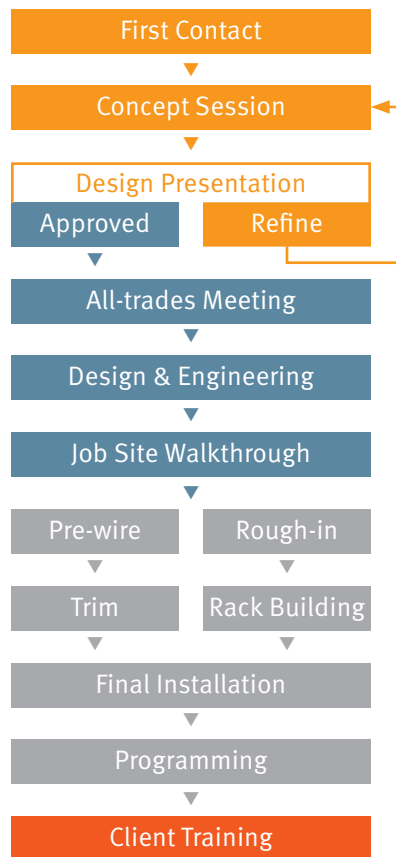 First Contact
Concept Session
Design Presentation
Approved
Refine
All-trades Meeting
Design & Engineering
Job Site Walkthrough
Pre-wire
Rough-in
Trim
Rack Building
Final Installation
Programming
Client Training